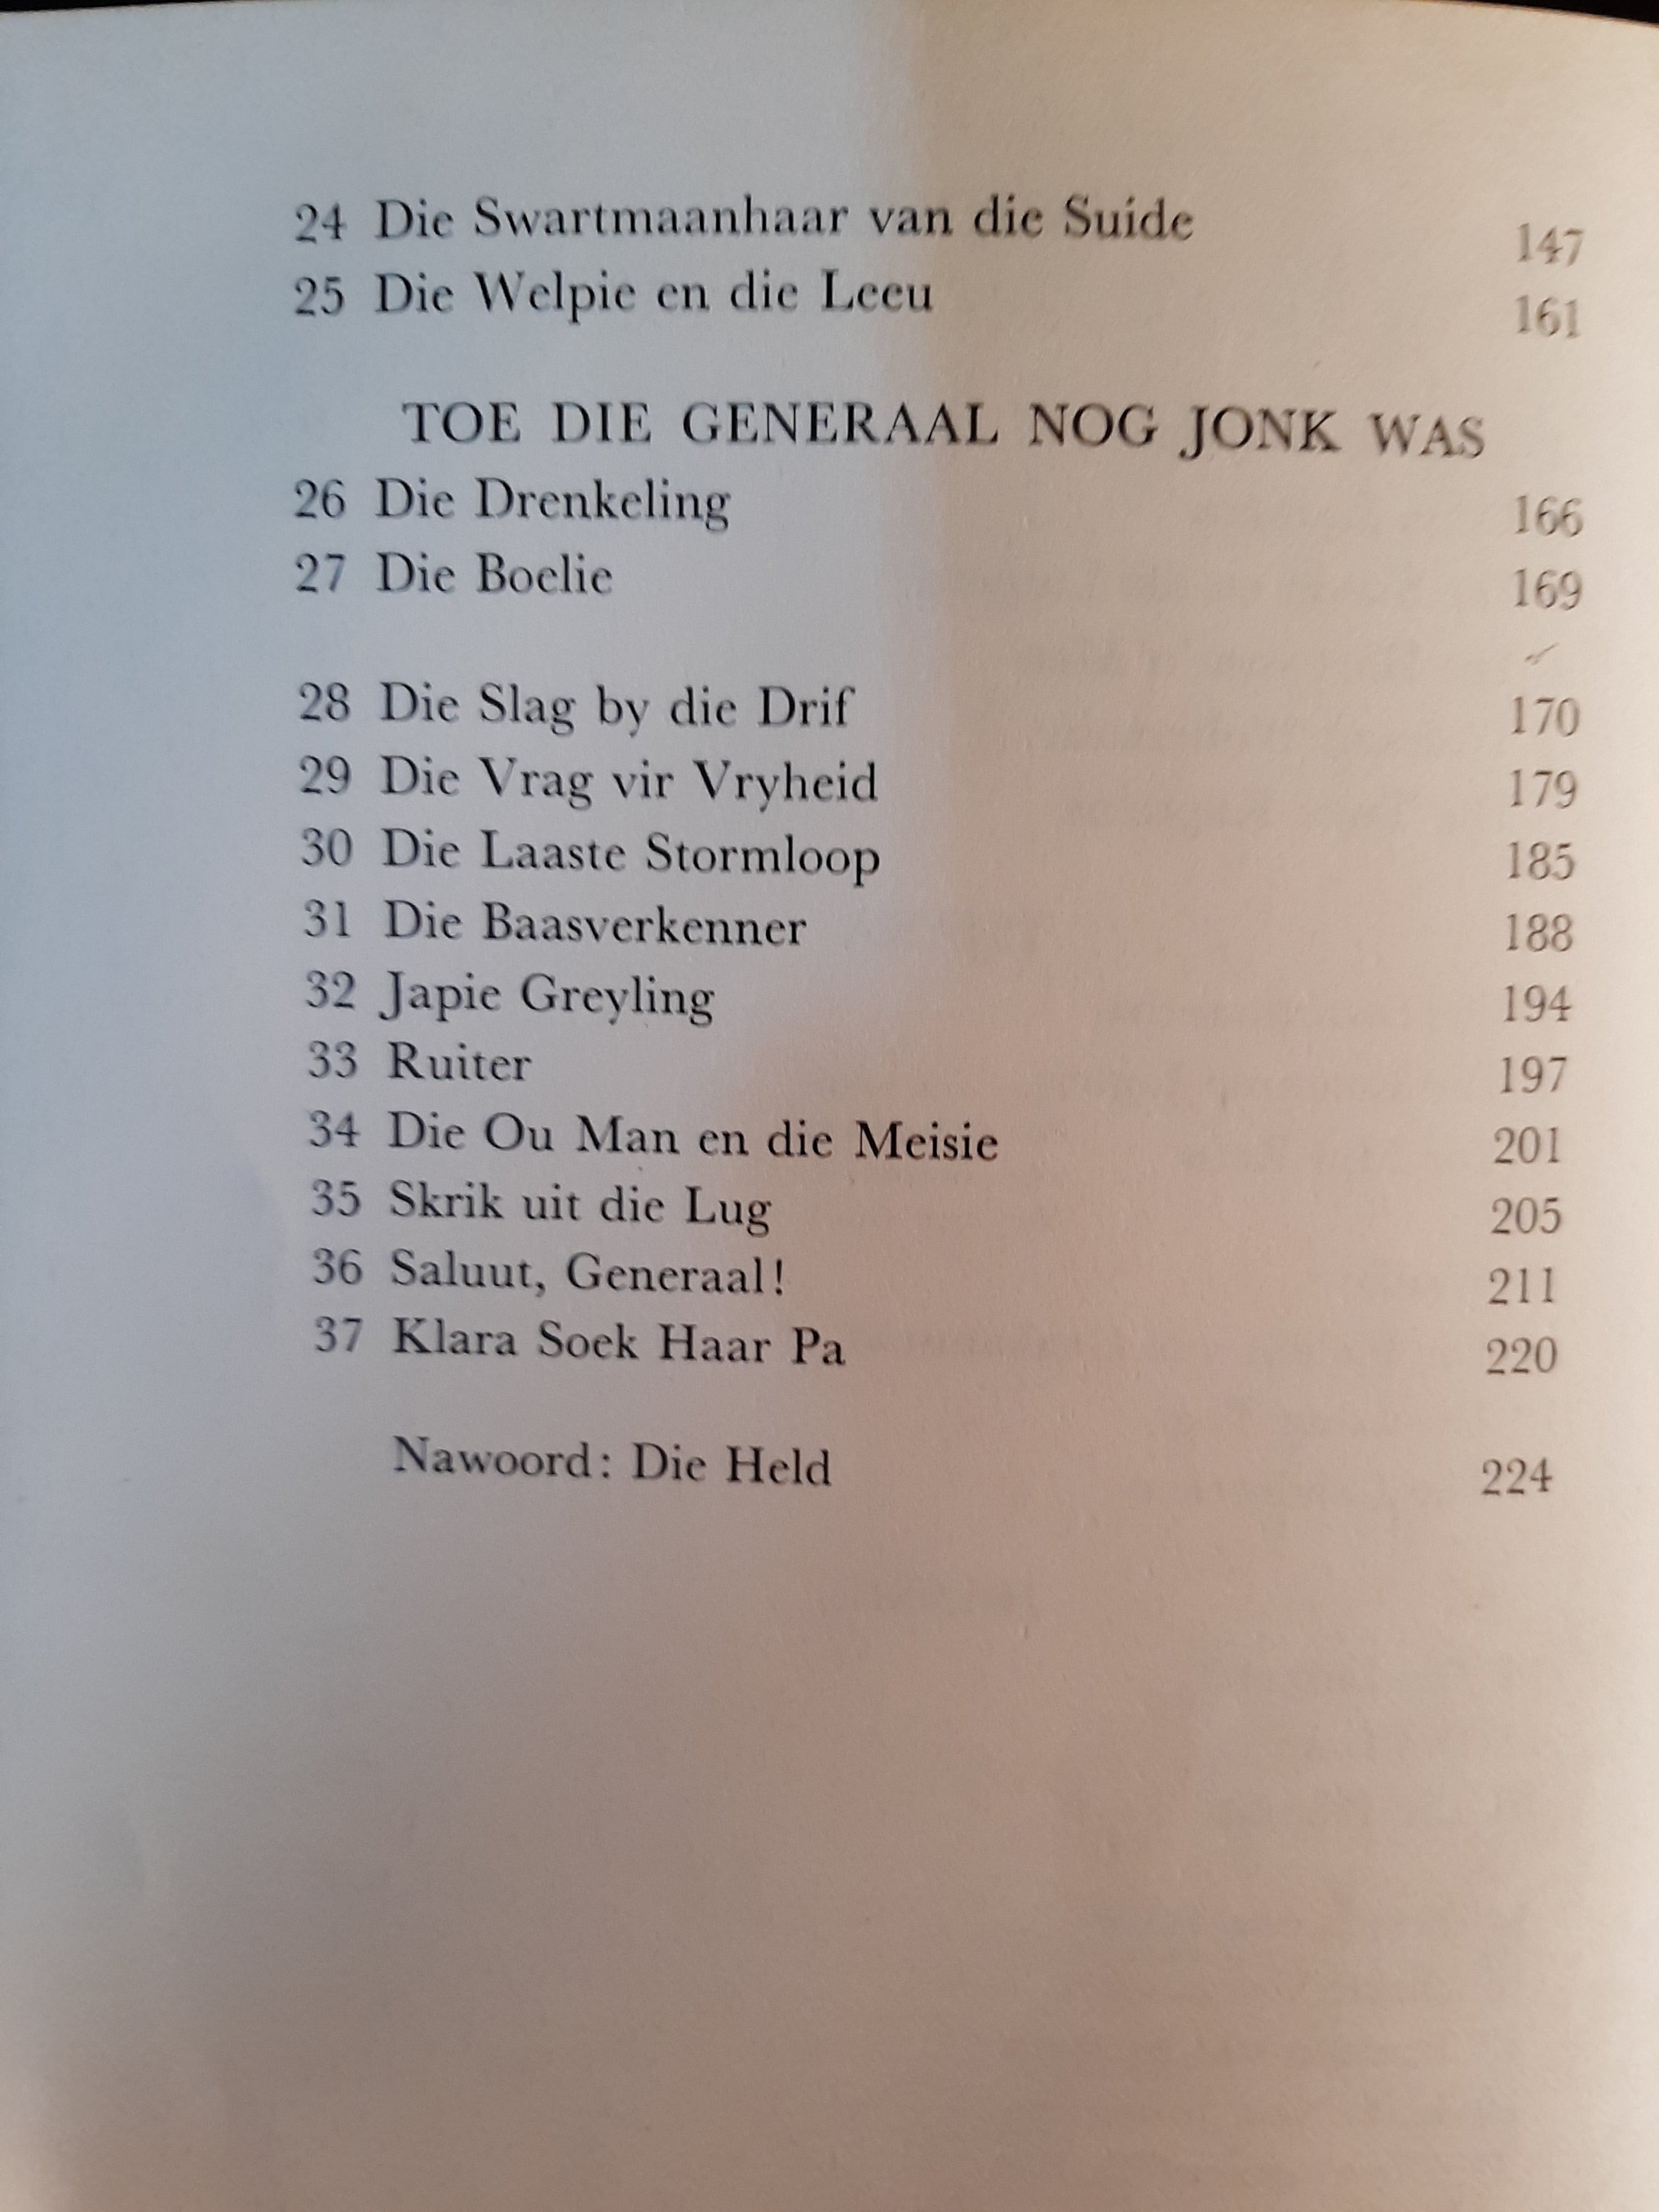 24 Die Swartmaanhaar van die Suide 147
25 Die Welpie en die Leeu 161
TOE DIE GENERAAL NOG JONK WAS
26 Die Drenkeling 166
27 Die Boelie 169
28 Die Slag by die Drif 170
29 Die Vrag vir Vryheid 179
30 Die Laaste Stormloop 185
31 Die Baasverkenner 188
32 Japie Greyling 194
33 Ruiter 197
34 Die Ou Man en die Meisie 201
35 Skrik uit die Lug 205
36 Saluut, Generaal! 211
37 Klara Soek Haar Pa 220
Nawoord: Die Held 224